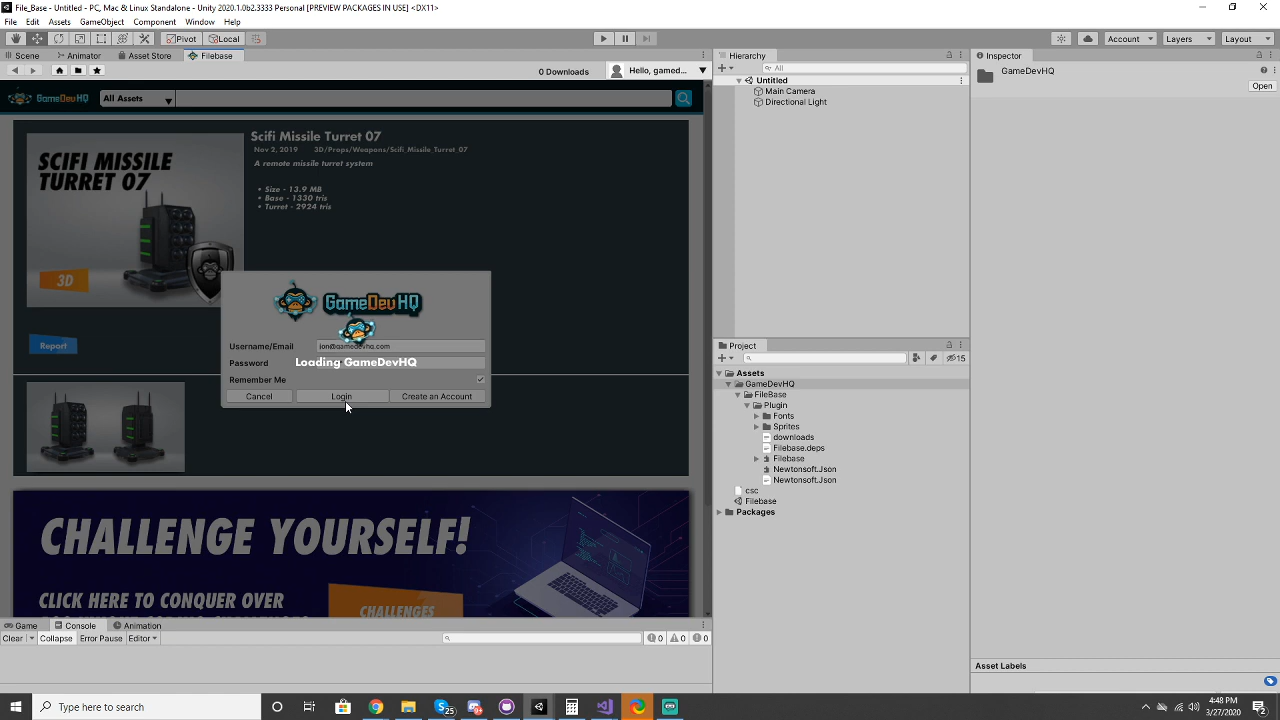 File_Base - Untitled - PC, Mac & Linux Standalone - Unity 2020.1.0b2.3333 Personal [PREVIEW PACKAGES IN USE] <DX11>
File Edit Assets GameObject Component Window Help
Pivot Local Account Layers Layout
Scene Animator Asset Store Filebase
0 Downloads Hello, gamed...
GameDevHQ All Assets
Scifi Missile Turret 07
Nov 2, 2019 3D/Props/Weapons/Scifi_Missile_Turret_07
A remote missile turret system
• Size - 13.9 MB
• Base - 1330 tris
• Turret - 2924 tris
SCIFI MISSILE
TURRET 07
3D
Report
GameDevHQ
Username/Email jon@gamedevhq.com
Password
Loading GameDevHQ
Remember Me
Cancel Login Create an Account
CHALLENGE YOURSELF!
CLICK HERE TO CONQUER OVER
CHALLENGES
Game Console Animation
Clear Collapse Error Pause Editor 0 0 0
Hierarchy
All
Untitled
Main Camera
Directional Light
Project
15
Assets
GameDevHQ
FileBase
Plugin
Fonts
Sprites
downloads
Filebase.deps
Filebase
Newtonsoft.Json
Newtonsoft.Json
csc
Filebase
Packages
Inspector
GameDevHQ
Open
Asset Labels
Type here to search
25
4:48 PM
3/27/2020
2